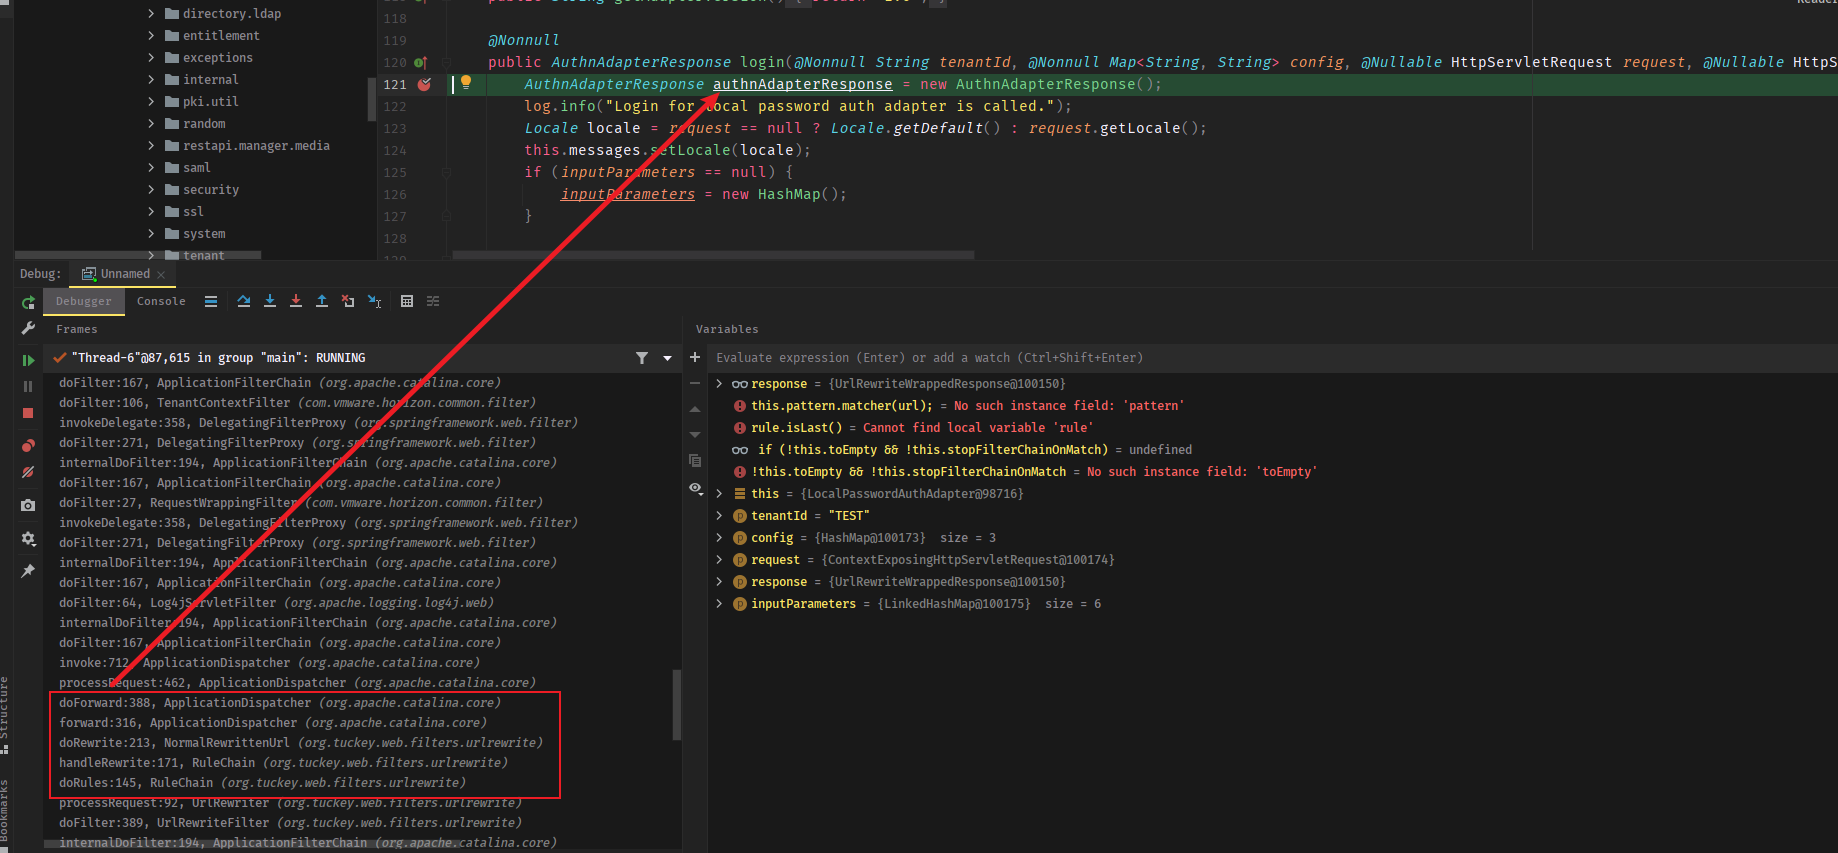 directory.ldap
entitlement
exceptions
internal
pki.util
random
restapi.manager.media
saml
security
ssl
system
tenant
118
119 @Nonnull
120 public AuthnAdapterResponse login(@Nonnull String tenantId, @Nonnull Map<String, String> config, @Nullable HttpServletRequest request, @Nullable HttpS
121 AuthnAdapterResponse authnAdapterResponse = new AuthnAdapterResponse();
122 log.info("Login for local password auth adapter is called.");
123 Locale locale = request == null ? Locale.getDefault() : request.getLocale();
124 this.messages.setLocale(locale);
125 if (inputParameters == null) {
126 inputParameters = new HashMap();
127 }
128
Debug: Unnamed
Debugger Console
Frames
"Thread-6"@87,615 in group "main": RUNNING
doFilter:167, ApplicationFilterChain (org.apache.catalina.core)
doFilter:106, TenantContextFilter (com.vmware.horizon.common.filter)
invokeDelegate:358, DelegatingFilterProxy (org.springframework.web.filter)
doFilter:271, DelegatingFilterProxy (org.springframework.web.filter)
internalDoFilter:194, ApplicationFilterChain (org.apache.catalina.core)
doFilter:167, ApplicationFilterChain (org.apache.catalina.core)
doFilter:27, RequestWrappingFilter (com.vmware.horizon.common.filter)
invokeDelegate:358, DelegatingFilterProxy (org.springframework.web.filter)
doFilter:271, DelegatingFilterProxy (org.springframework.web.filter)
internalDoFilter:194, ApplicationFilterChain (org.apache.catalina.core)
doFilter:167, ApplicationFilterChain (org.apache.catalina.core)
doFilter:64, Log4jServletFilter (org.apache.logging.log4j.web)
internalDoFilter:194, ApplicationFilterChain (org.apache.catalina.core)
doFilter:167, ApplicationFilterChain (org.apache.catalina.core)
invoke:712, ApplicationDispatcher (org.apache.catalina.core)
processRequest:462, ApplicationDispatcher (org.apache.catalina.core)
doForward:388, ApplicationDispatcher (org.apache.catalina.core)
forward:316, ApplicationDispatcher (org.apache.catalina.core)
doRewrite:213, NormalRewrittenUrl (org.tuckey.web.filters.urlrewrite)
handleRewrite:171, RuleChain (org.tuckey.web.filters.urlrewrite)
doRules:145, RuleChain (org.tuckey.web.filters.urlrewrite)
processRequest:92, UrlRewriter (org.tuckey.web.filters.urlrewrite)
doFilter:389, UrlRewriteFilter (org.tuckey.web.filters.urlrewrite)
internalDoFilter:194, ApplicationFilterChain (org.apache.catalina.core)
Variables
Evaluate expression (Enter) or add a watch (Ctrl+Shift+Enter)
response = {UrlRewriteWrappedResponse@100150}
this.pattern.matcher(url); = No such instance field: 'pattern'
rule.isLast() = Cannot find local variable 'rule'
if (!this.toEmpty && !this.stopFilterChainOnMatch) = undefined
!this.toEmpty && !this.stopFilterChainOnMatch = No such instance field: 'toEmpty'
this = {LocalPasswordAuthAdapter@98716}
tenantId = "TEST"
config = {HashMap@100173} size = 3
request = {ContextExposingHttpServletRequest@100174}
response = {UrlRewriteWrappedResponse@100150}
inputParameters = {LinkedHashMap@100175} size = 6
Structure
Bookmarks